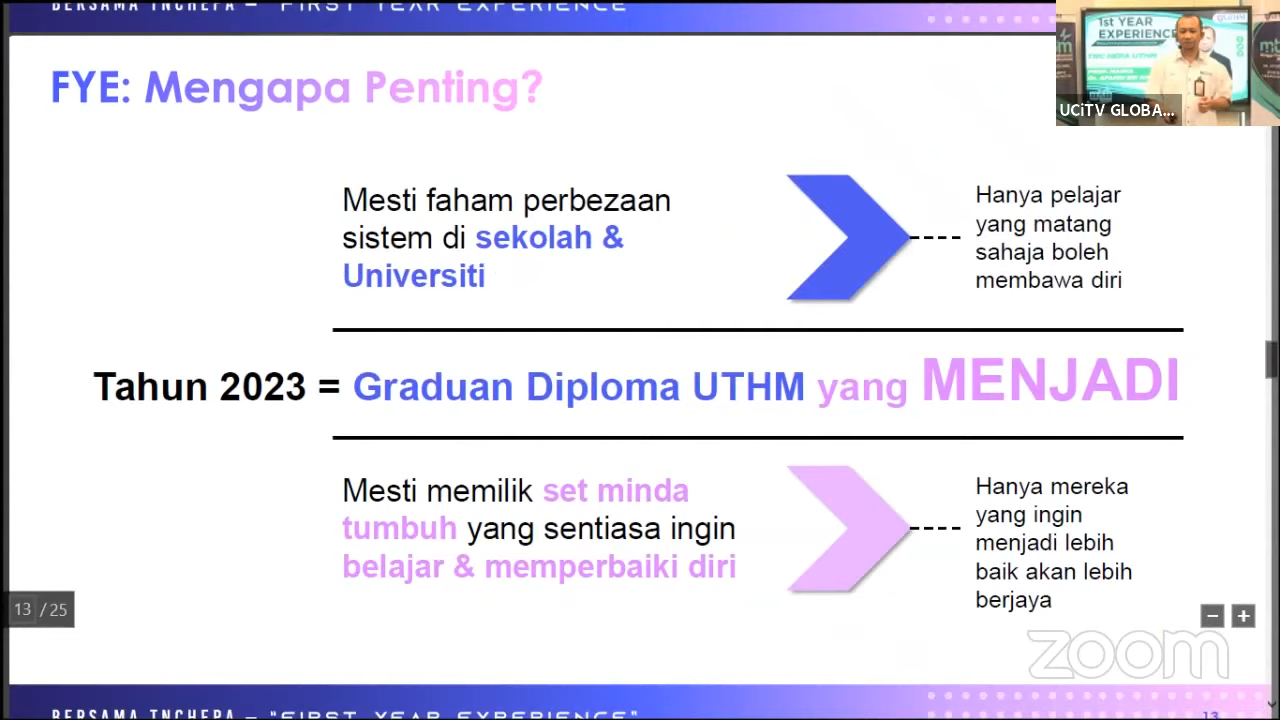 BERSAMA TNCHEPA – "FIRST YEAR EXPERIENCE
FYE: Mengapa Penting?
1st YEAR
EXPERIENCE
UCiTV GLOBA...
Mesti faham perbezaan
sistem di sekolah &
Universiti
Hanya pelajar
yang matang
sahaja boleh
membawa diri
Tahun 2023 = Graduan Diploma UTHM yang MENJADI
Mesti memilik set minda
tumbuh yang sentiasa ingin
belajar & memperbaiki diri
Hanya mereka
yang ingin
menjadi lebih
baik akan lebih
berjaya
13 / 25
zoom
BERSAMA TNCHEPA – "FIRST YEAR EXPERIENCE"
13